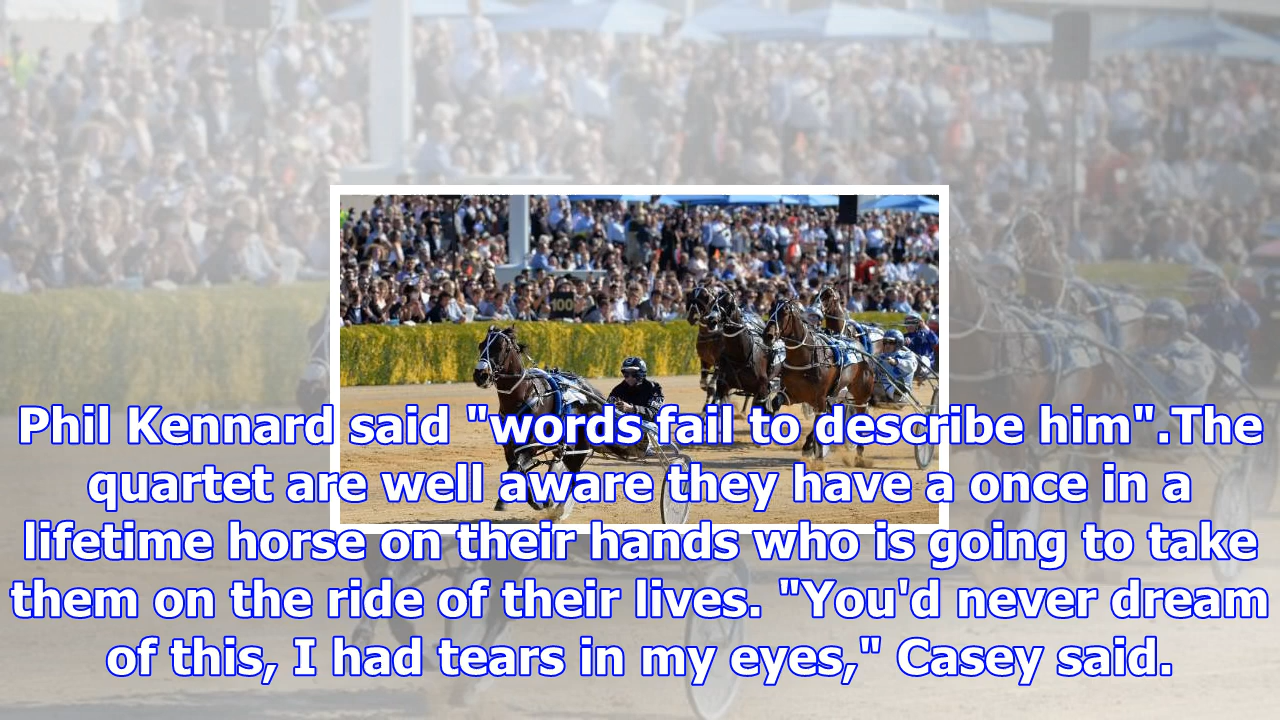 100
Phil Kennard said "words fail to describe him".The
quartet are well aware they have a once in a
lifetime horse on their hands who is going to take
them on the ride of their lives. "You'd never dream
of this, I had tears in my eyes," Casey said.